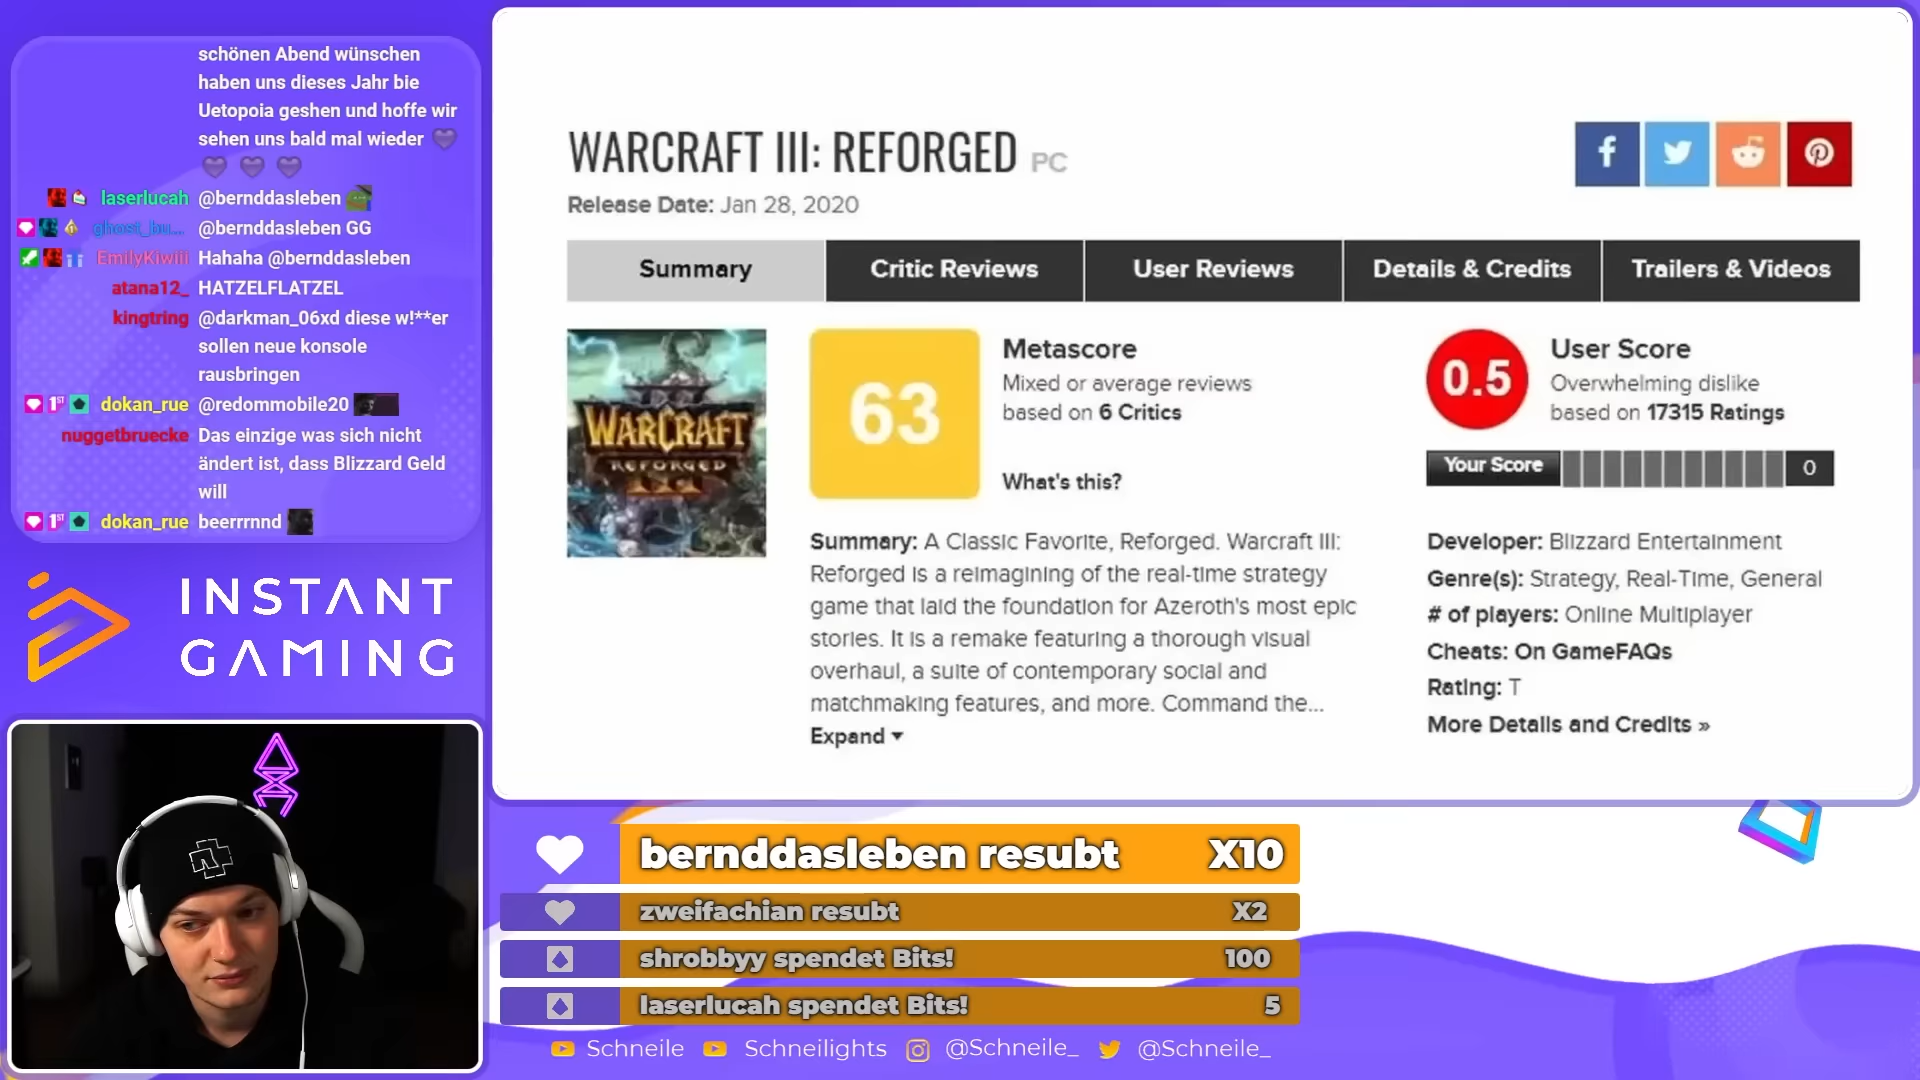 schönen Abend wünschen
haben uns dieses Jahr bie
Uetopoia geshen und hoffe wir
sehen uns bald mal wieder
laserlucah @bernddasleben
ghost_bu... @bernddasleben GG
EmilyKiwiii Hahaha @bernddasleben
atana12_ HATZELFLATZEL
kingtring @darkman_06xd diese w!**er
sollen neue konsole
rausbringen
1ST dokan_rue @redommobile20
nuggetbruecke Das einzige was sich nicht
ändert ist, dass Blizzard Geld
will
1ST dokan_rue beerrrnnd
INSTANT
GAMING
WARCRAFT III: REFORGED PC
Release Date: Jan 28, 2020
Summary Critic Reviews User Reviews Details & Credits Trailers & Videos
WARCRAFT
REFORGED
III
63
Metascore
Mixed or average reviews
based on 6 Critics
What's this?
0.5
User Score
Overwhelming dislike
based on 17315 Ratings
Your Score 0
Summary: A Classic Favorite, Reforged. Warcraft III:
Reforged is a reimagining of the real-time strategy
game that laid the foundation for Azeroth's most epic
stories. It is a remake featuring a thorough visual
overhaul, a suite of contemporary social and
matchmaking features, and more. Command the...
Expand
Developer: Blizzard Entertainment
Genre(s): Strategy, Real-Time, General
# of players: Online Multiplayer
Cheats: On GameFAQs
Rating: T
More Details and Credits »
bernddasleben resubt X10
zweifachian resubt X2
shrobbyy spendet Bits! 100
laserlucah spendet Bits! 5
Schneile Schneilights @Schneile_ @Schneile_